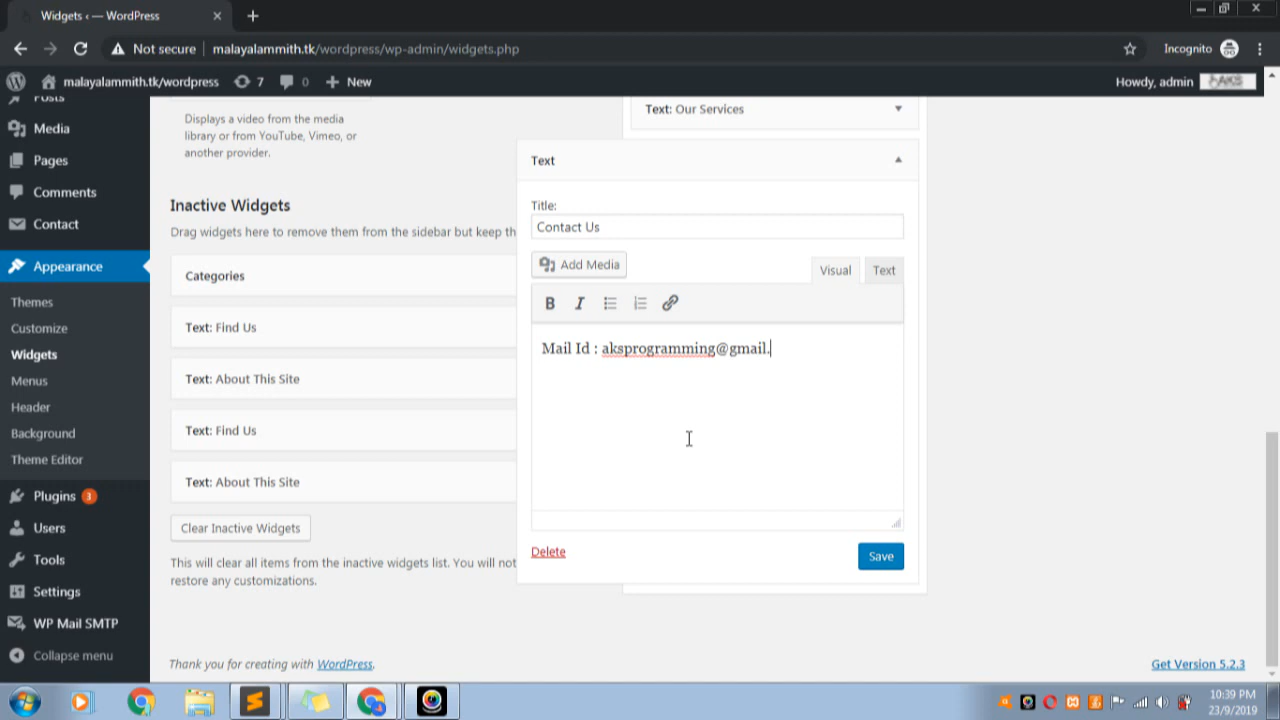 Widgets ‹ — WordPress
Not secure
malayalammith.tk/wordpress/wp-admin/widgets.php
Incognito
malayalammith.tk/wordpress
7
0
New
Howdy, admin
AKS
Posts
Media
Pages
Comments
Contact
Appearance
Themes
Customize
Widgets
Menus
Header
Background
Theme Editor
Plugins 3
Users
Tools
Settings
WP Mail SMTP
Collapse menu
Displays a video from the media
library or from YouTube, Vimeo, or
another provider.
Inactive Widgets
Drag widgets here to remove them from the sidebar but keep th
Categories
Text: Find Us
Text: About This Site
Text: Find Us
Text: About This Site
Clear Inactive Widgets
This will clear all items from the inactive widgets list. You will not
restore any customizations.
Text: Our Services
Text
Title:
Contact Us
Add Media
Visual
Text
B
I
Mail Id : aksprogramming@gmail.
Delete
Save
Thank you for creating with WordPress.
Get Version 5.2.3
10:39 PM
23/9/2019